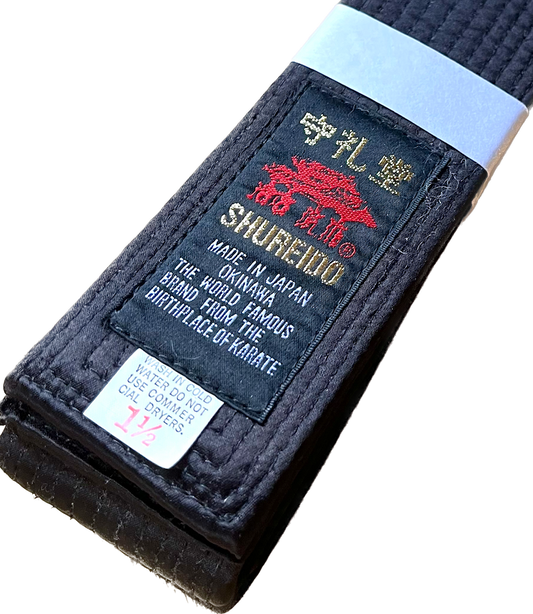 守礼堂
®
SHUREIDO
MADE IN JAPAN
OKINAWA
THE WORLD FAMOUS
BRAND FROM THE
BIRTHPLACE OF KARATE
WASH IN COLD
WATER DO NOT
USE COMMER
CIAL DRYERS.
1½